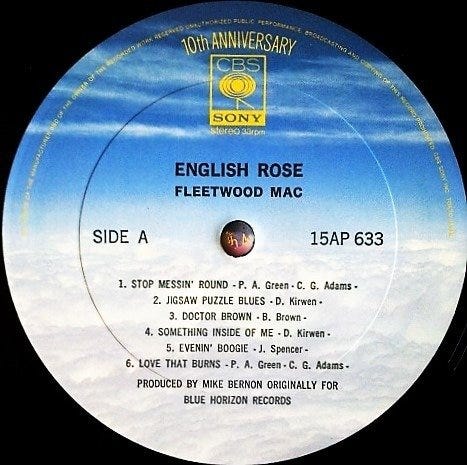 10th ANNIVERSARY
CBS
SONY
stereo 33rpm
ENGLISH ROSE
FLEETWOOD MAC
SIDE A
15AP 633
1. STOP MESSIN' ROUND - P. A. Green - C. G. Adams -
2. JIGSAW PUZZLE BLUES - D. Kirwen -
3. DOCTOR BROWN - B. Brown -
4. SOMETHING INSIDE OF ME - D. Kirwen -
5. EVENIN' BOOGIE - J. Spencer -
6. LOVE THAT BURNS - P. A. Green - C. G. Adams -
PRODUCED BY MIKE BERNON ORIGINALLY FOR
BLUE HORIZON RECORDS